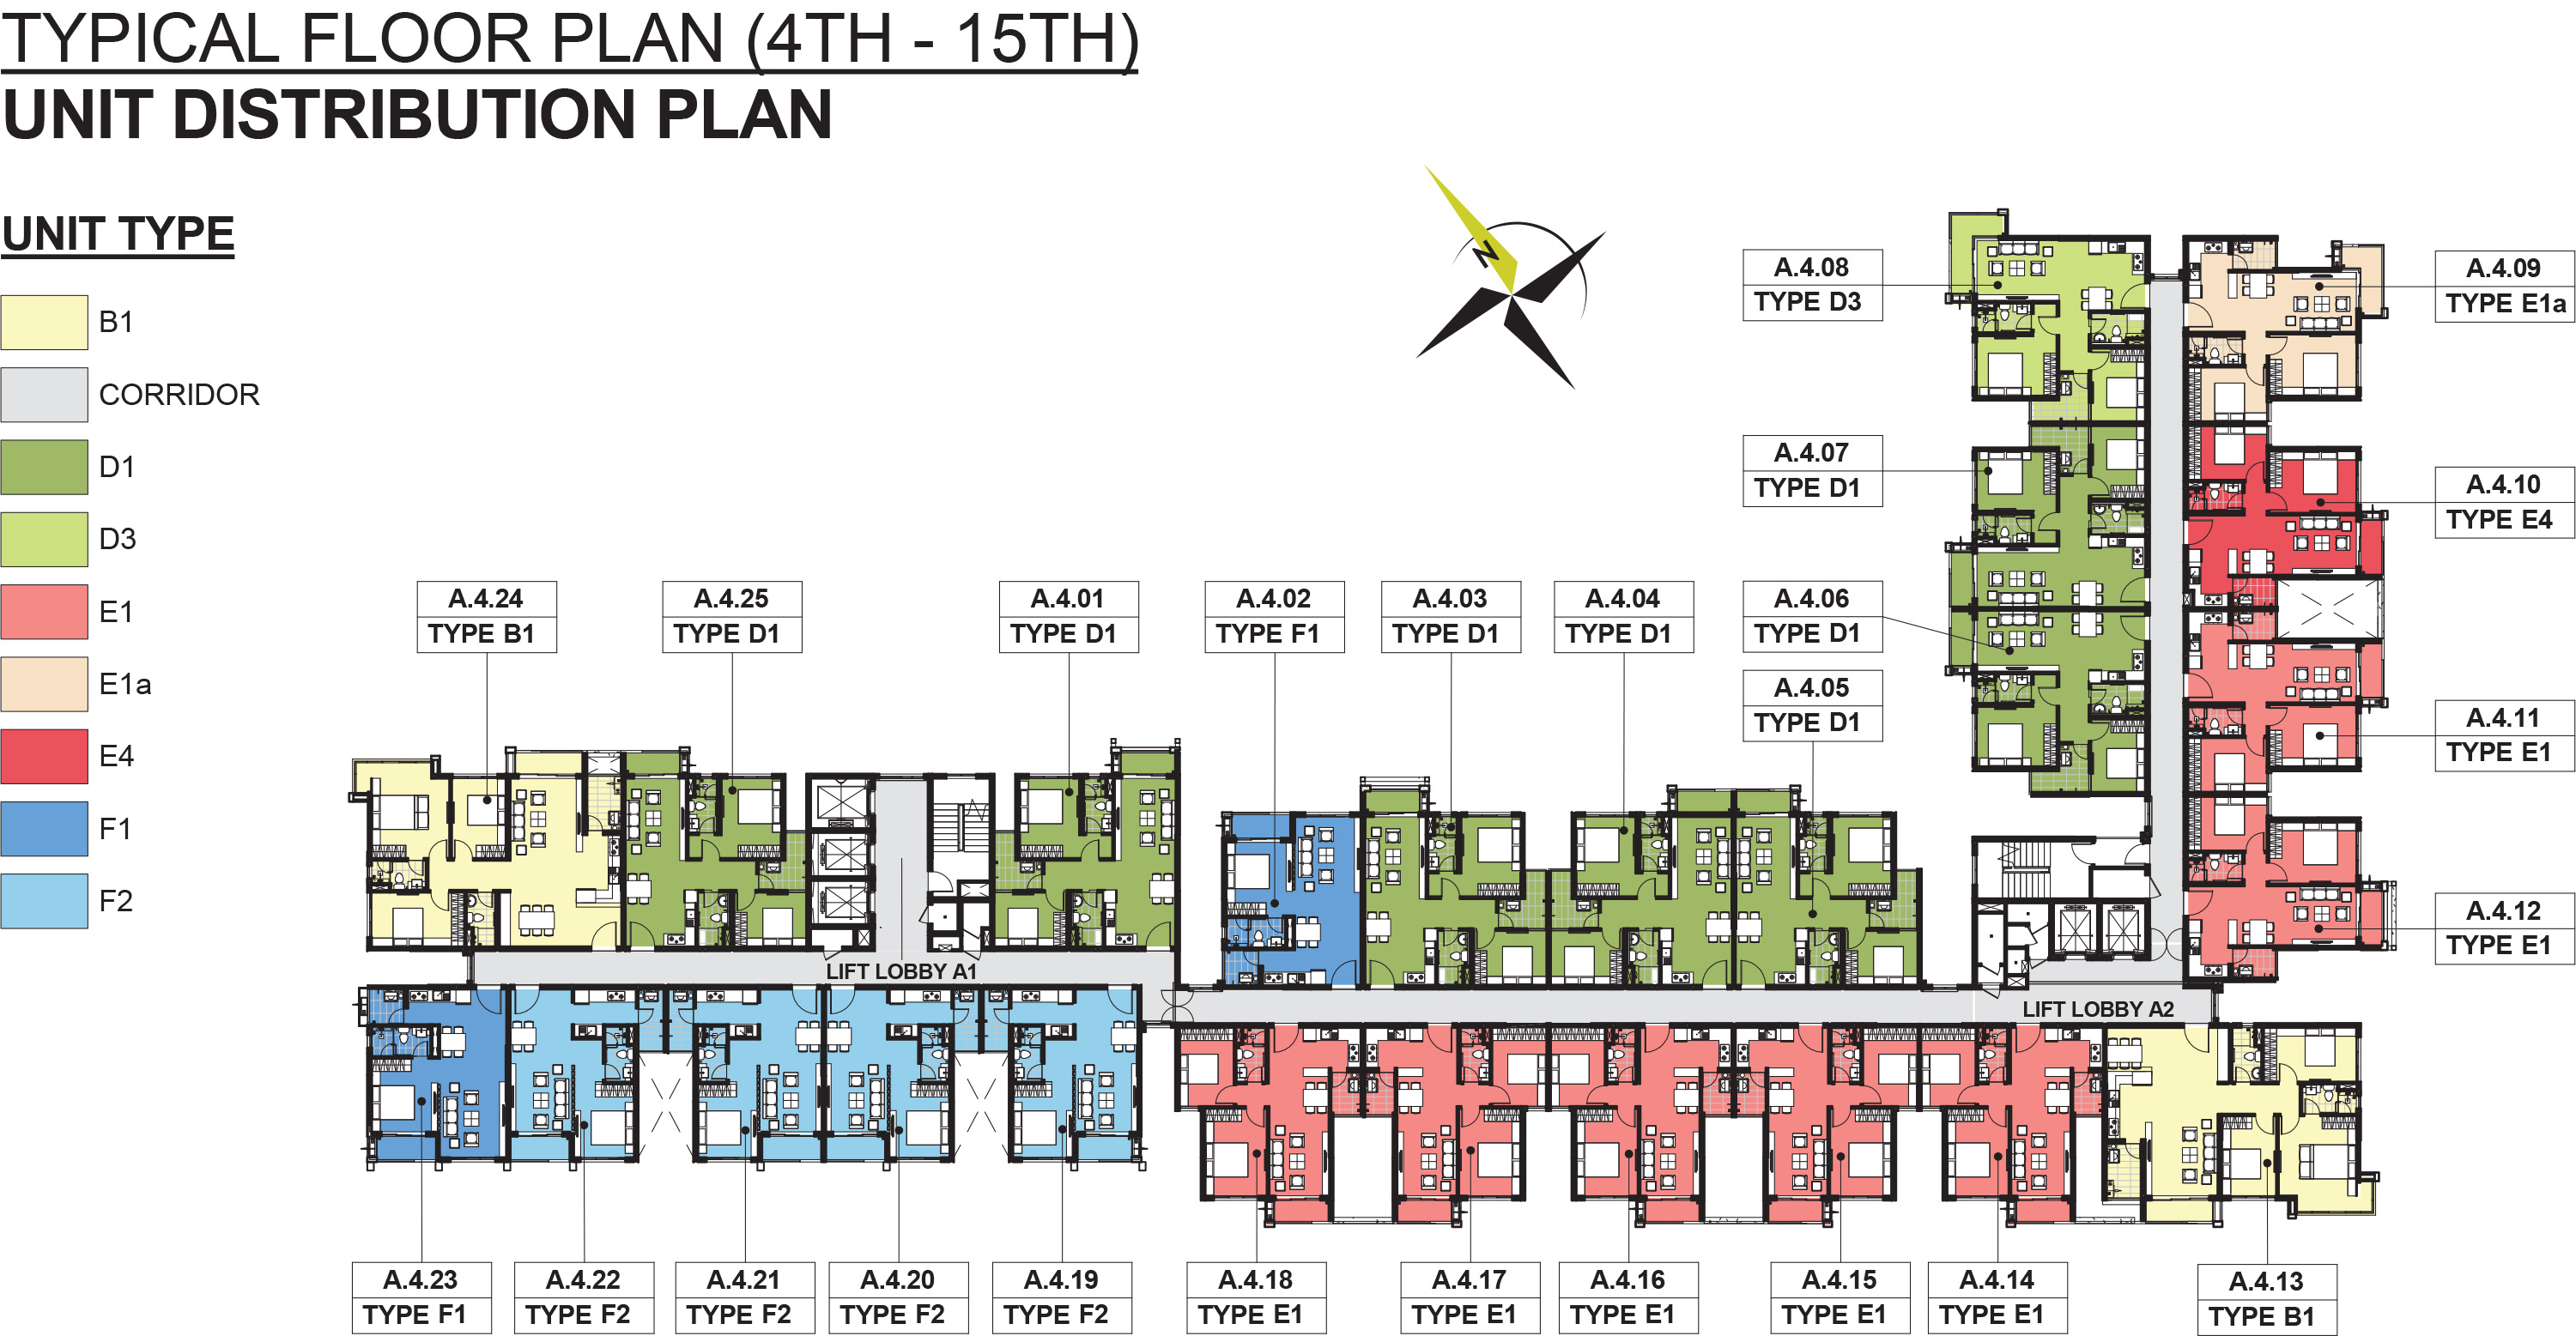 TYPICAL FLOOR PLAN (4TH - 15TH)
UNIT DISTRIBUTION PLAN
UNIT TYPE
B1
CORRIDOR
D1
D3
E1
E1a
E4
F1
F2
N
A.4.08
TYPE D3
A.4.09
TYPE E1a
A.4.07
TYPE D1
A.4.10
TYPE E4
A.4.24
TYPE B1
A.4.25
TYPE D1
A.4.01
TYPE D1
A.4.02
TYPE F1
A.4.03
TYPE D1
A.4.04
TYPE D1
A.4.06
TYPE D1
A.4.05
TYPE D1
A.4.11
TYPE E1
A.4.12
TYPE E1
LIFT LOBBY A1
LIFT LOBBY A2
A.4.23
TYPE F1
A.4.22
TYPE F2
A.4.21
TYPE F2
A.4.20
TYPE F2
A.4.19
TYPE F2
A.4.18
TYPE E1
A.4.17
TYPE E1
A.4.16
TYPE E1
A.4.15
TYPE E1
A.4.14
TYPE E1
A.4.13
TYPE B1